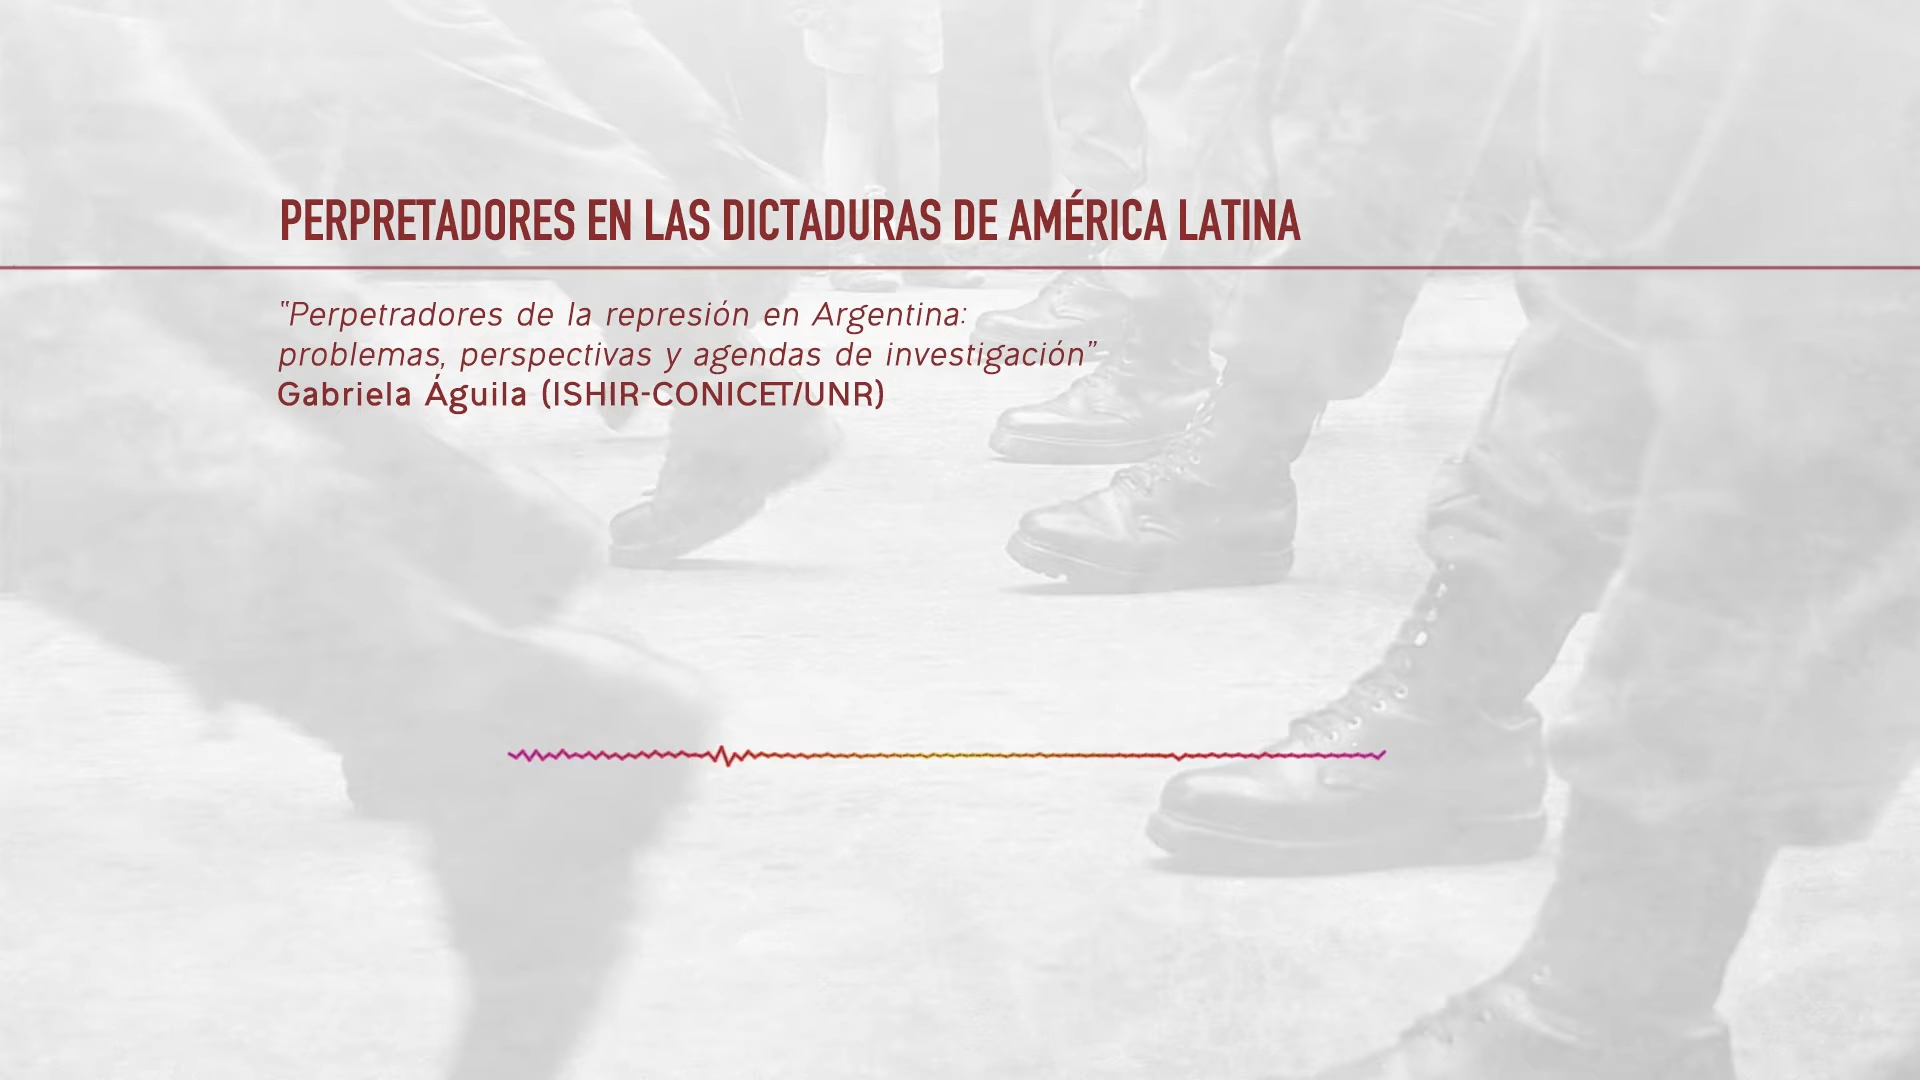 PERPRETADORES EN LAS DICTADURAS DE AMÉRICA LATINA
“Perpetradores de la represión en Argentina:
problemas, perspectivas y agendas de investigación”
Gabriela Águila (ISHIR-CONICET/UNR)